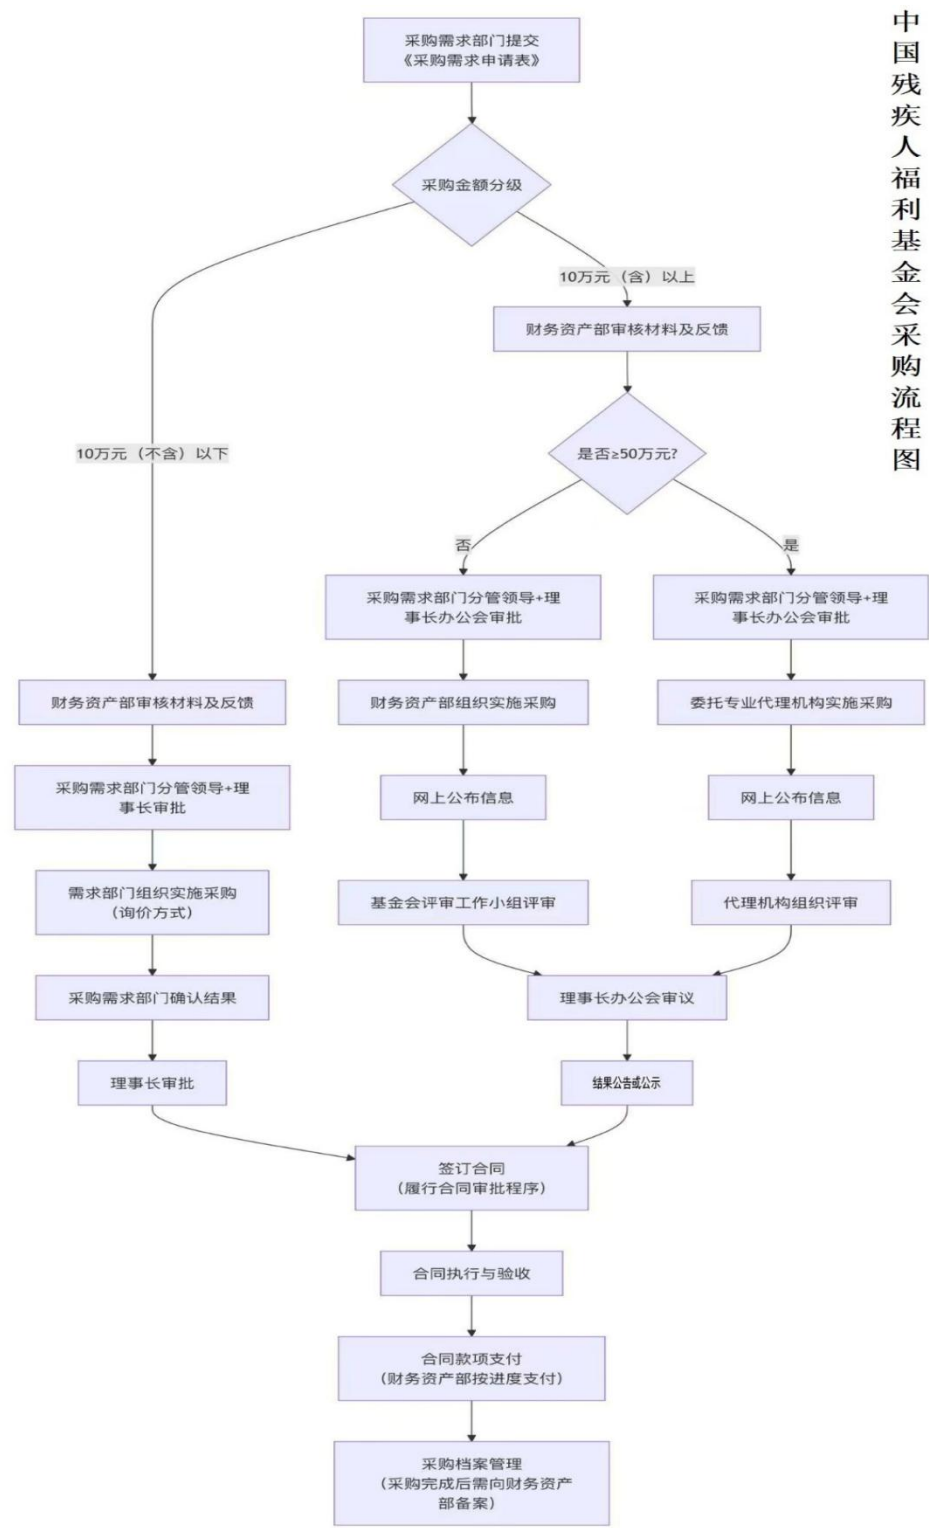 中国残疾人福利基金会采购流程图
采购需求部门提交
《采购需求申请表》
采购金额分级
10万元（含）以上
财务资产部审核材料及反馈
10万元（不含）以下
是否≥50万元?
否
是
采购需求部门分管领导+理
事长办公会审批
采购需求部门分管领导+理
事长办公会审批
财务资产部审核材料及反馈
财务资产部组织实施采购
委托专业代理机构实施采购
采购需求部门分管领导+理
事长审批
网上公布信息
网上公布信息
需求部门组织实施采购
（询价方式）
基金会评审工作小组评审
代理机构组织评审
采购需求部门确认结果
理事长办公会审议
理事长审批
结果公告或公示
签订合同
（履行合同审批程序）
合同执行与验收
合同款项支付
（财务资产部按进度支付）
采购档案管理
（采购完成后需向财务资产
部备案）